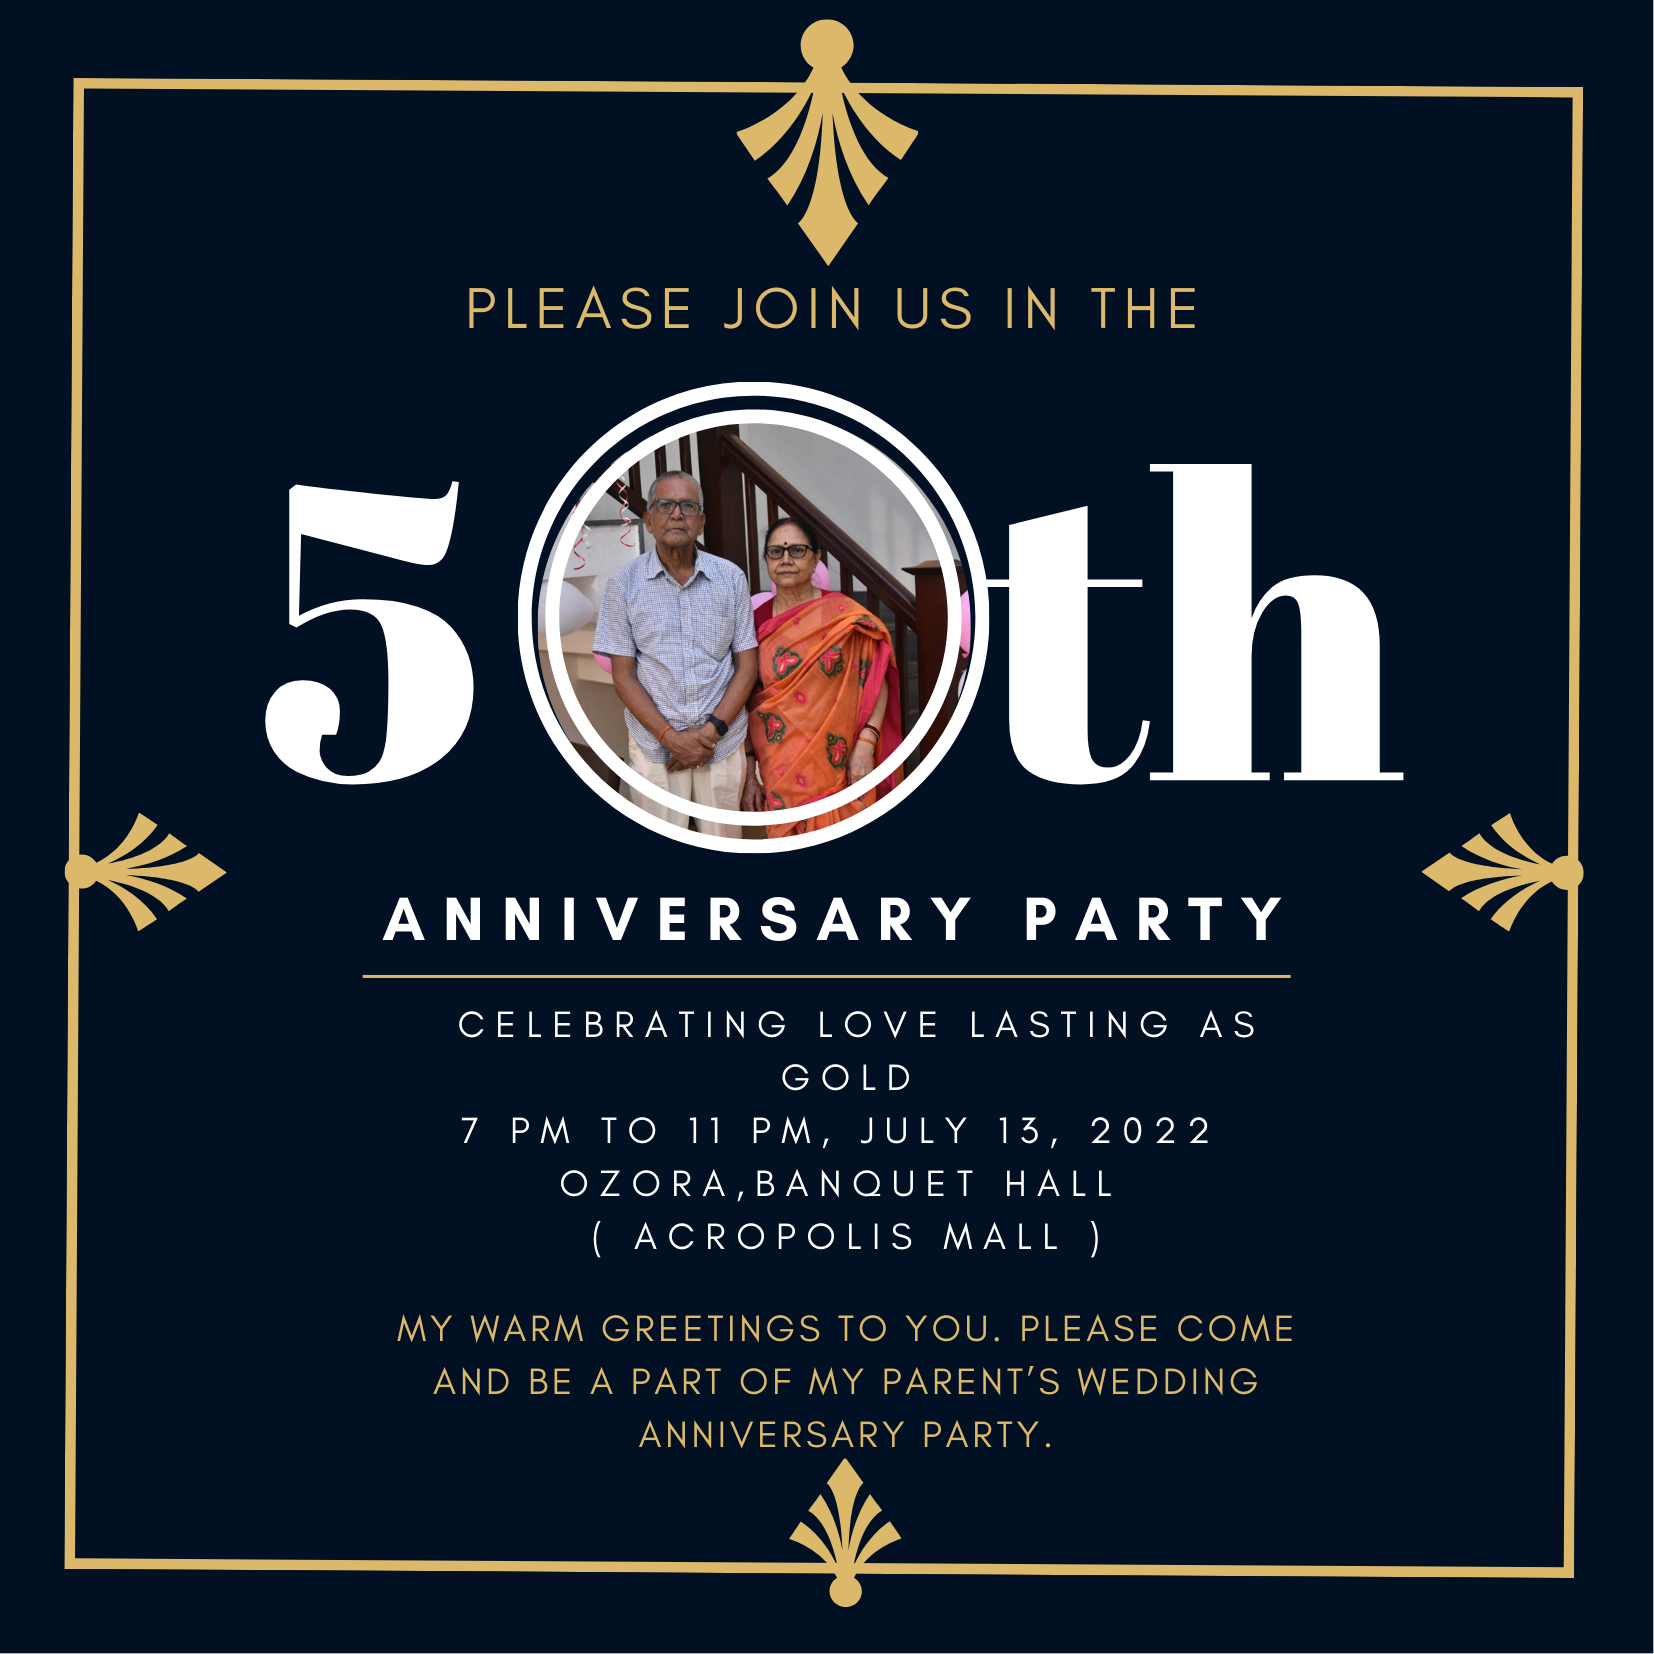 PLEASE JOIN US IN THE
50th
ANNIVERSARY PARTY
CELEBRATING LOVE LASTING AS
GOLD
7 PM TO 11 PM, JULY 13, 2022
OZORA,BANQUET HALL
( ACROPOLIS MALL )
MY WARM GREETINGS TO YOU. PLEASE COME
AND BE A PART OF MY PARENT'S WEDDING
ANNIVERSARY PARTY.